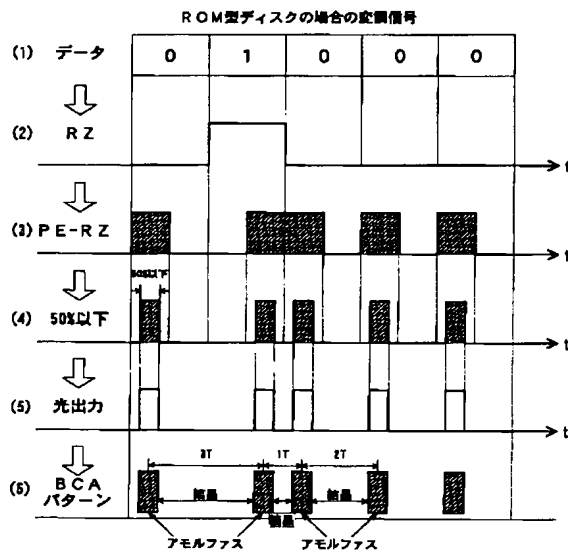 ROM型ディスクの場合の変調信号
(1) データ 0 1 0 0 0
(2) RZ t
(3) PE-RZ t
50%以下
(4) 50%以下 t
(5) 光出力 t
3T 1T 2T
(6) BCA
パターン
結晶 結晶
結晶
アモルファス アモルファス